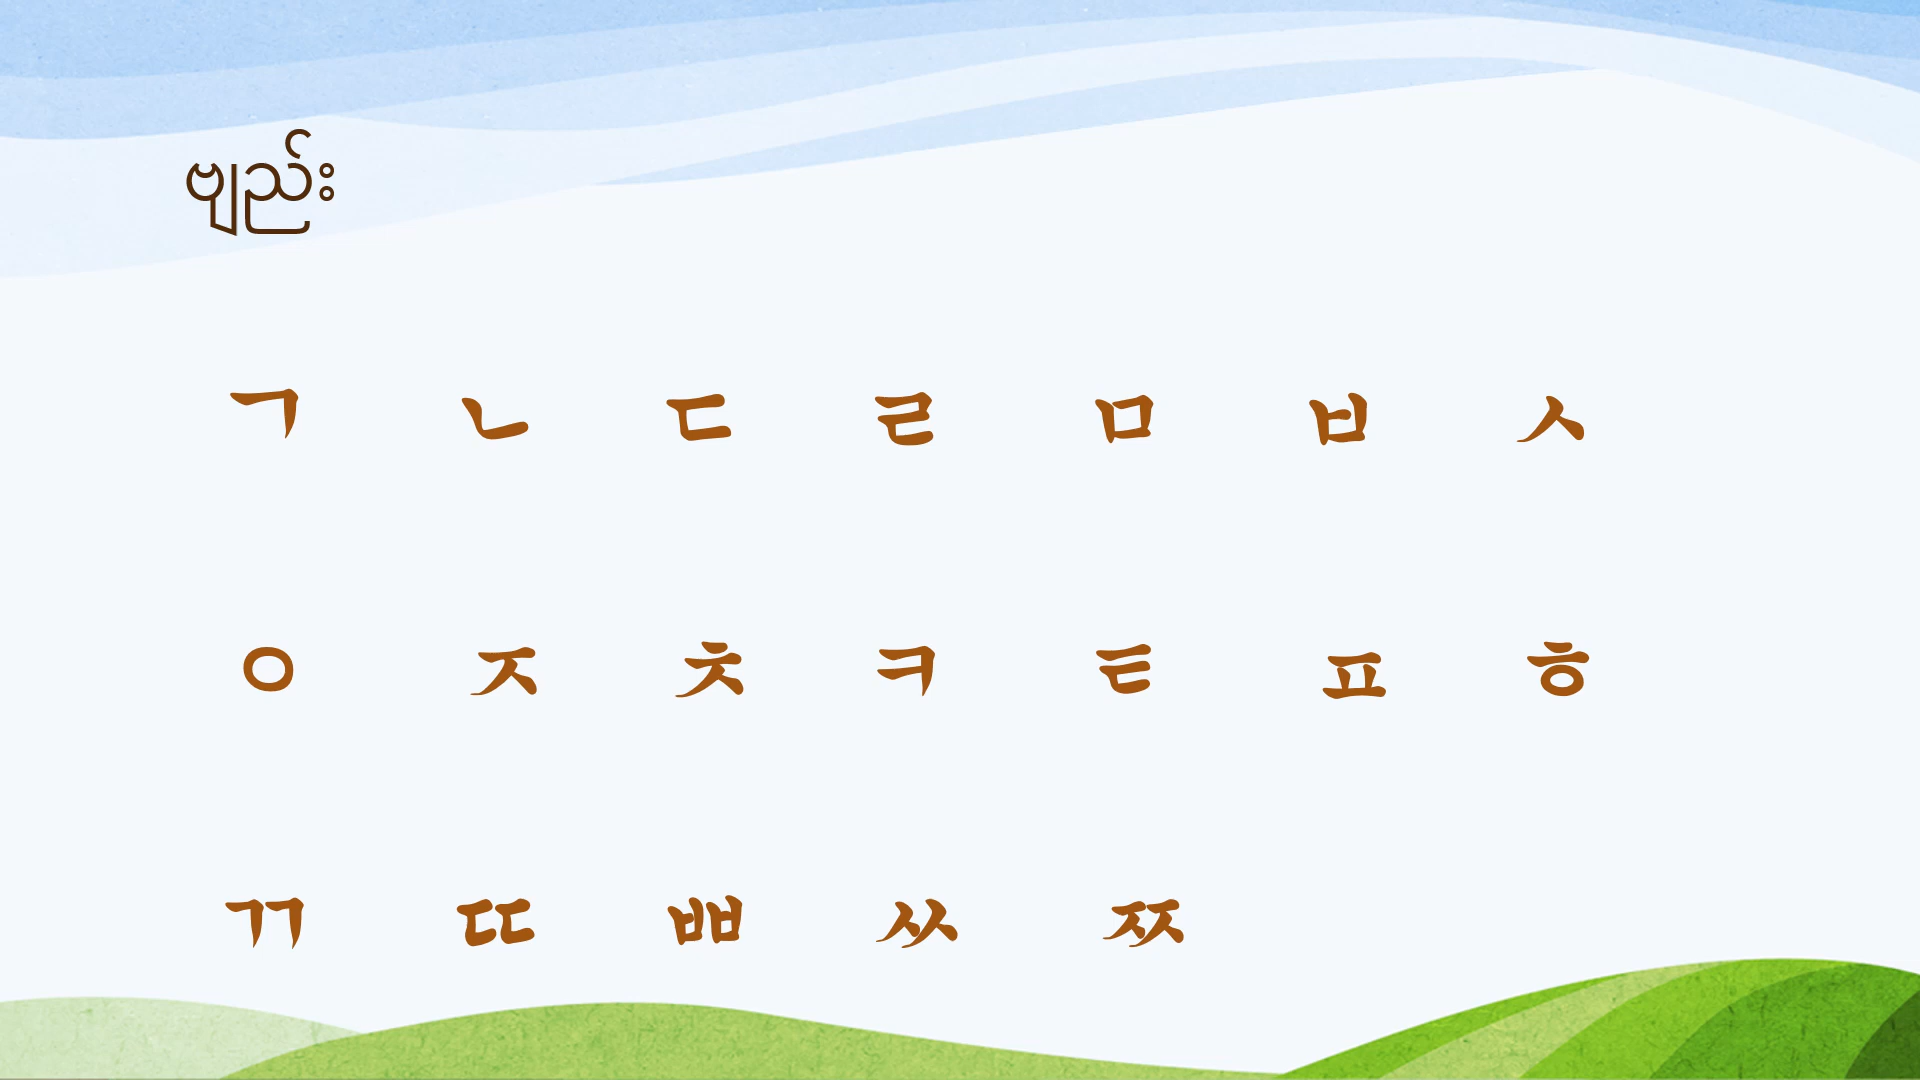 ဗျည်း
ㄱ ㄴ ㄷ ㄹ ㅁ ㅂ ㅅ
ㅇ ㅈ ㅊ ㅋ ㅌ ㅍ ㅎ
ㄲ ㄸ ㅃ ㅆ ㅉ